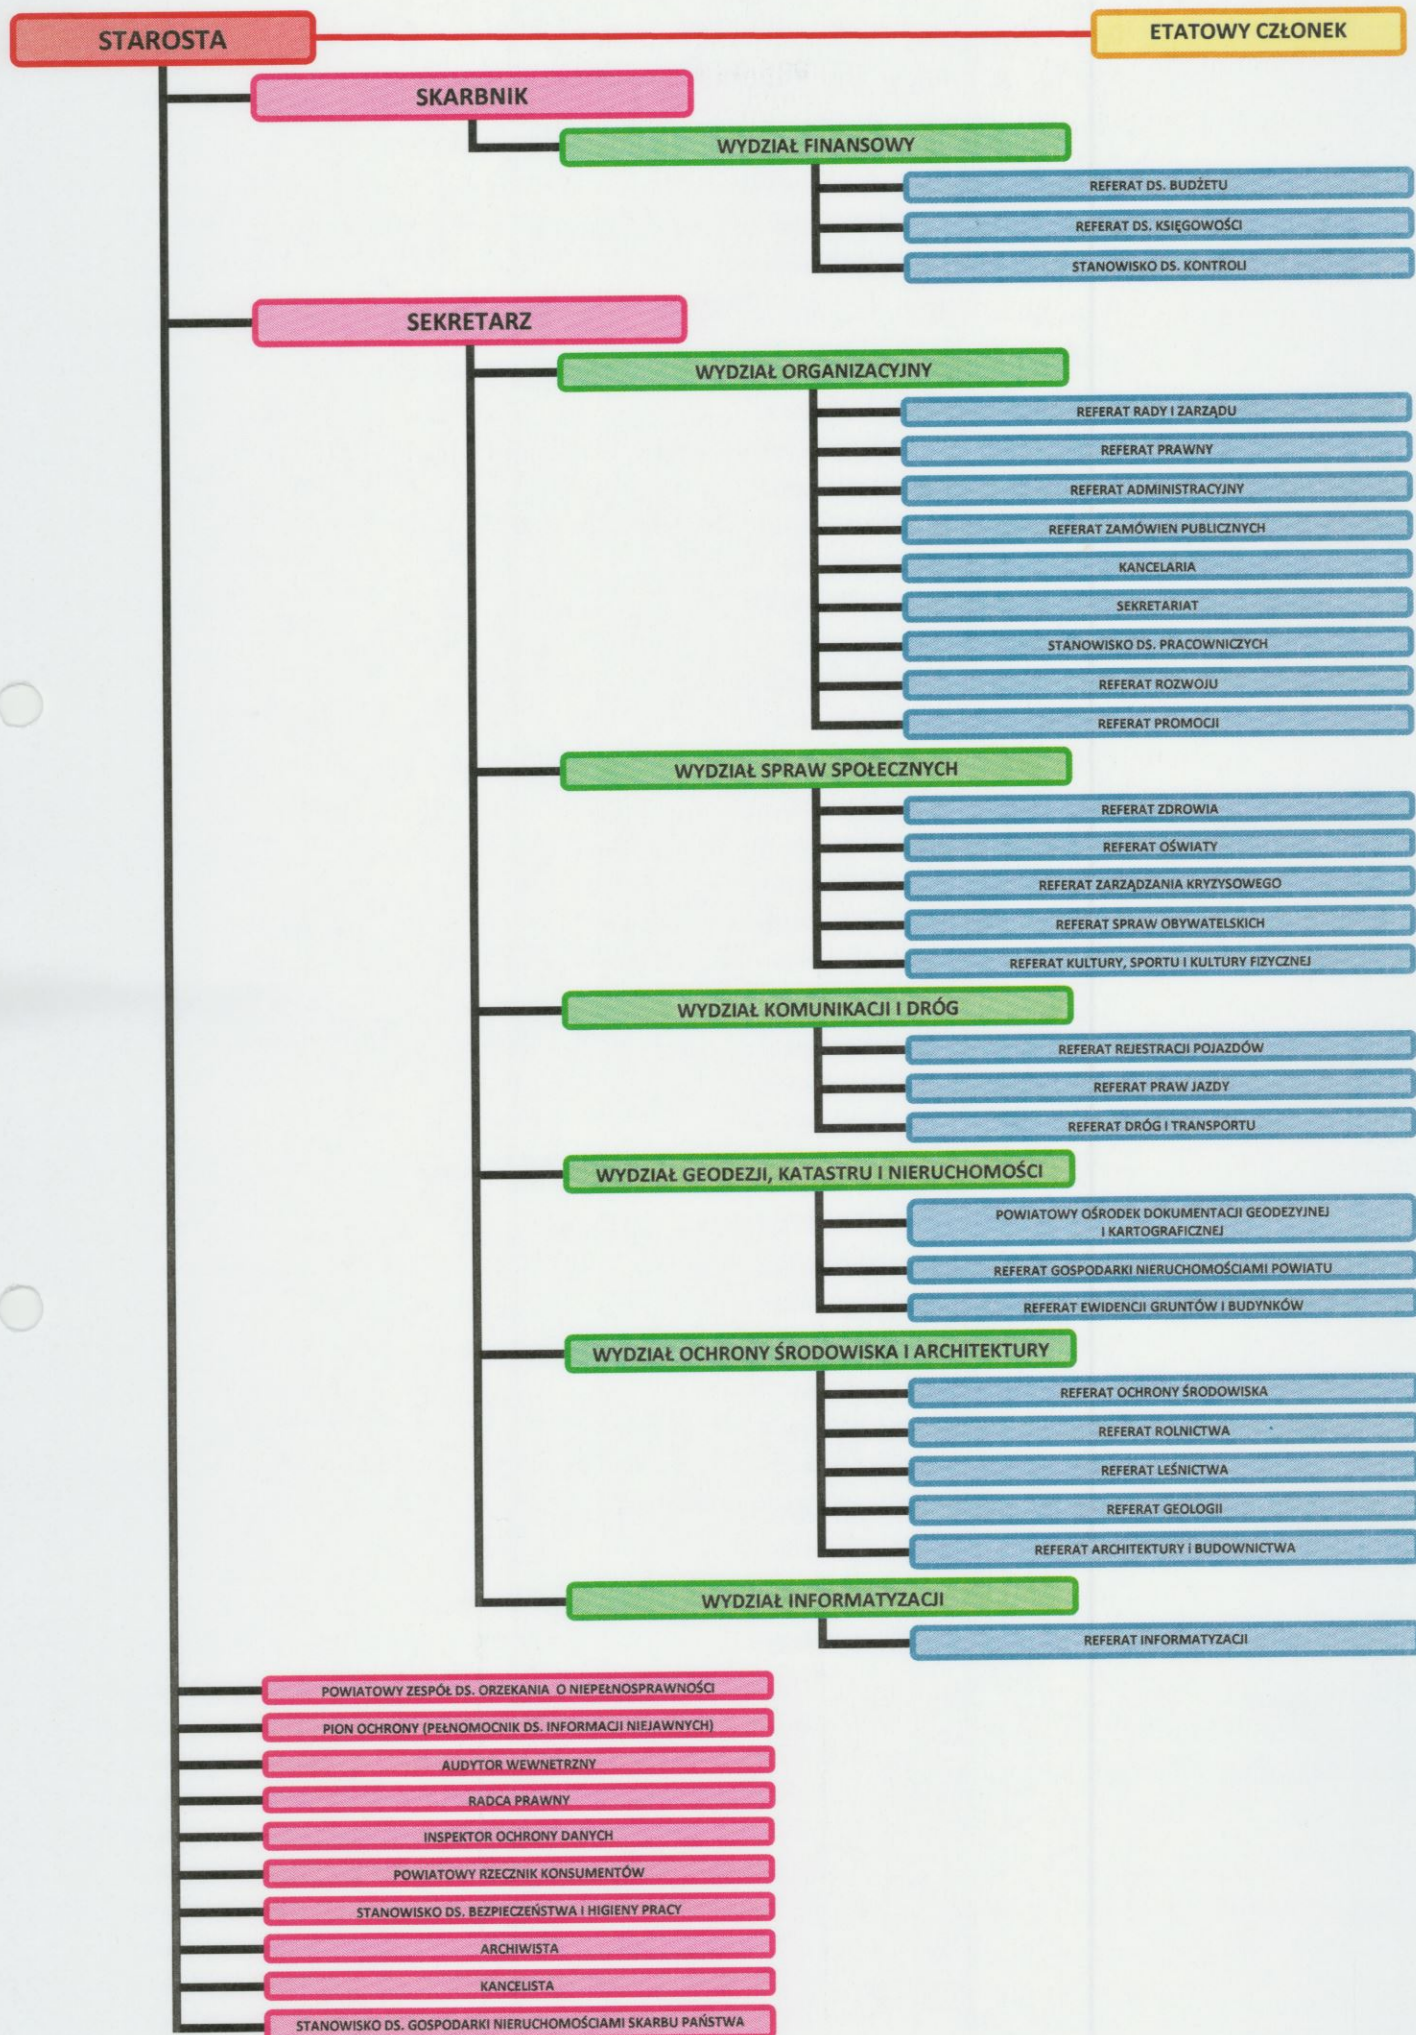 STAROSTA
ETATOWY CZŁONEK
SKARBNIK
WYDZIAŁ FINANSOWY
REFERAT DS. BUDŻETU
REFERAT DS. KSIĘGOWOŚCI
STANOWISKO DS. KONTROLI
SEKRETARZ
WYDZIAŁ ORGANIZACYJNY
REFERAT RADY I ZARZĄDU
REFERAT PRAWNY
REFERAT ADMINISTRACYJNY
REFERAT ZAMÓWIEN PUBLICZNYCH
KANCELARIA
SEKRETARIAT
STANOWISKO DS. PRACOWNICZYCH
REFERAT ROZWOJU
REFERAT PROMOCJI
WYDZIAŁ SPRAW SPOŁECZNYCH
REFERAT ZDROWIA
REFERAT OŚWIATY
REFERAT ZARZĄDZANIA KRYZYSOWEGO
REFERAT SPRAW OBYWATELSKICH
REFERAT KULTURY, SPORTU I KULTURY FIZYCZNEJ
WYDZIAŁ KOMUNIKACJI I DRÓG
REFERAT REJESTRACJI POJAZDÓW
REFERAT PRAW JAZDY
REFERAT DRÓG I TRANSPORTU
WYDZIAŁ GEODEZJI, KATASTRU I NIERUCHOMOŚCI
POWIATOWY OŚRODEK DOKUMENTACJI GEODEZYJNEJ
I KARTOGRAFICZNEJ
REFERAT GOSPODARKI NIERUCHOMOŚCIAMI POWIATU
REFERAT EWIDENCJI GRUNTÓW I BUDYNKÓW
WYDZIAŁ OCHRONY ŚRODOWISKA I ARCHITEKTURY
REFERAT OCHRONY ŚRODOWISKA
REFERAT ROLNICTWA
REFERAT LEŚNICTWA
REFERAT GEOLOGII
REFERAT ARCHITEKTURY i BUDOWNICTWA
WYDZIAŁ INFORMATYZACJI
REFERAT INFORMATYZACJI
POWIATOWY ZESPÓŁ DS. ORZEKANIA O NIEPEŁNOSPRAWNOŚCI
PION OCHRONY (PEŁNOMOCNIK DS. INFORMACJI NIEJAWNYCH)
AUDYTOR WEWNETRZNY
RADCA PRAWNY
INSPEKTOR OCHRONY DANYCH
POWIATOWY RZECZNIK KONSUMENTÓW
STANOWISKO DS. BEZPIECZEŃSTWA I HIGIENY PRACY
ARCHIWISTA
KANCELISTA
STANOWISKO DS. GOSPODARKI NIERUCHOMOŚCIAMI SKARBU PAŃSTWA